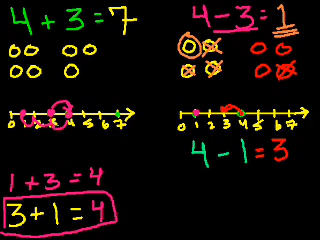 4 + 3 = 7
4 - 3 = 1
0 1 2 3 4 5 6 7
0 1 2 3 4 5 6 7
4 - 1 = 3
1 + 3 = 4
3 + 1 = 4